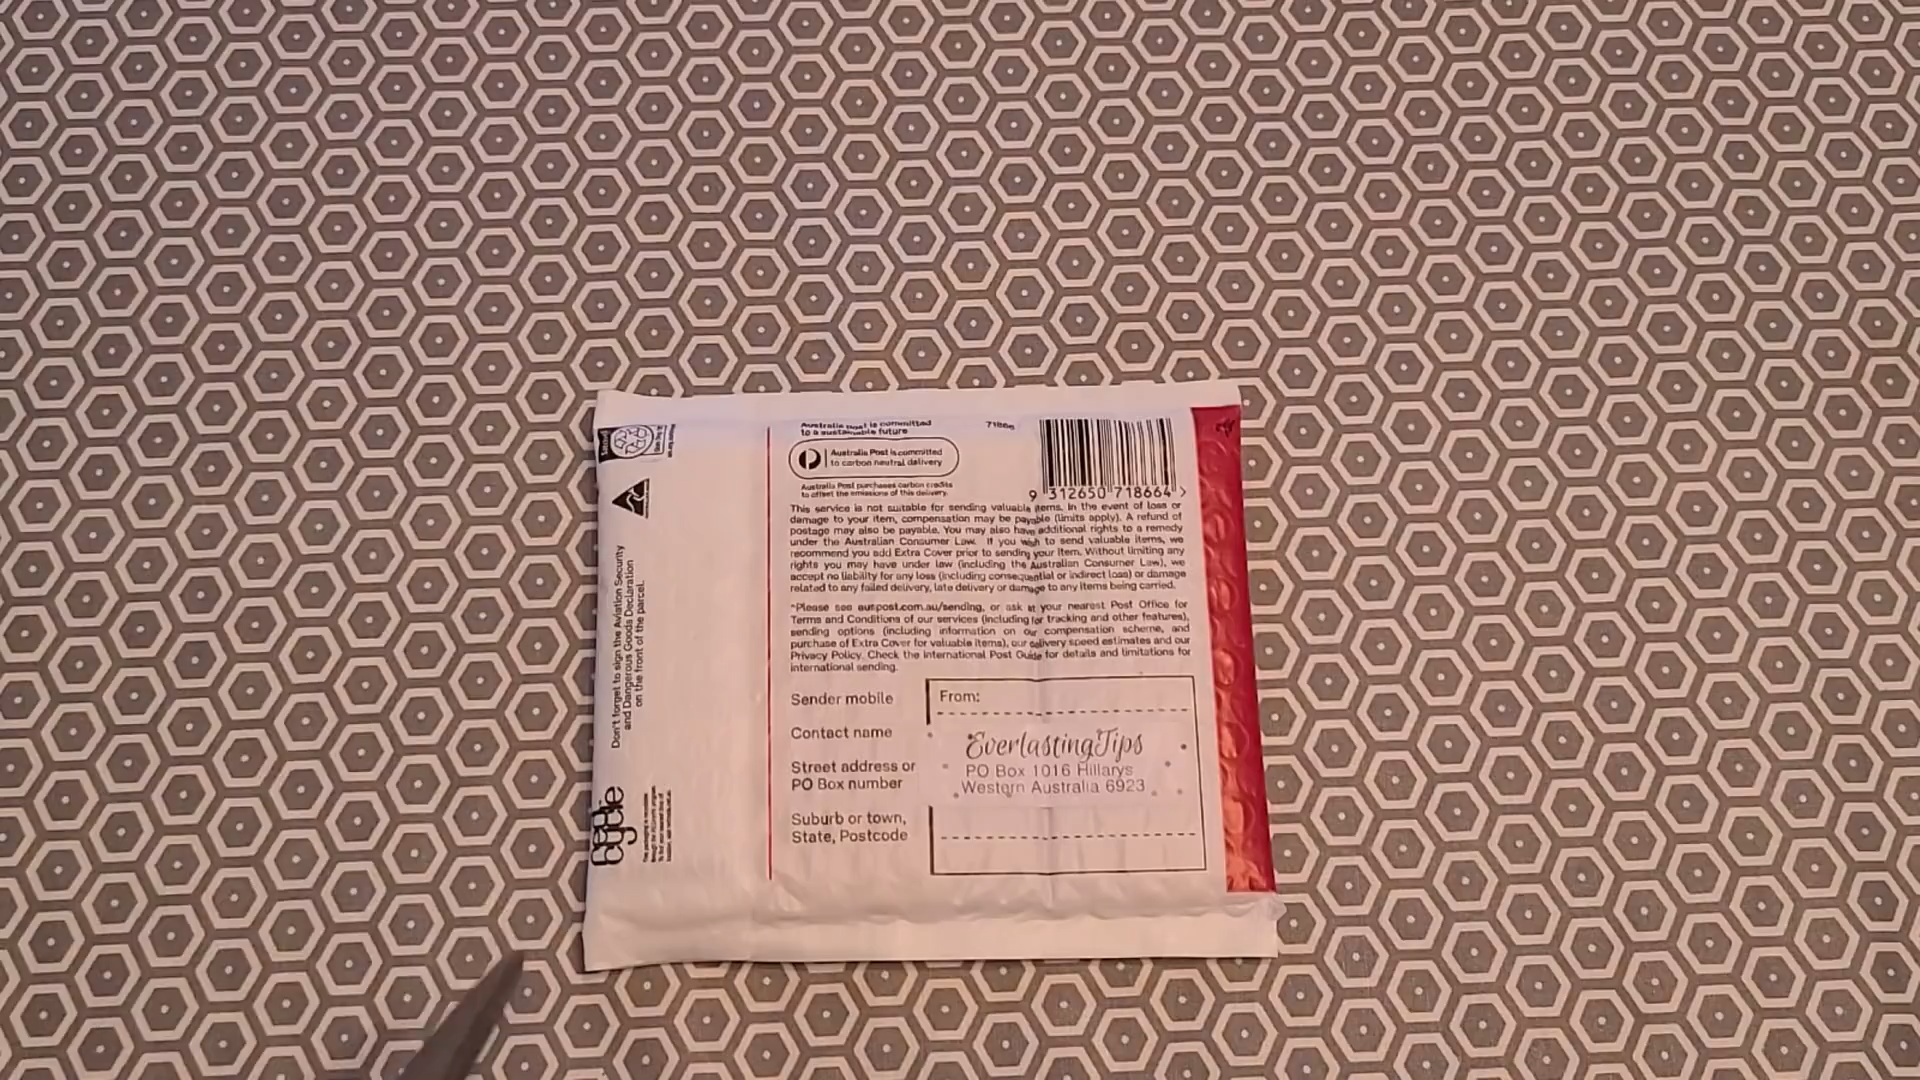 Australia Post is committed
to a sustainable future
71866
Australia Post is committed
to carbon neutral delivery
Australia Post purchases carbon credits
to offset the emissions of this delivery.
9 312650 718664 >
This service is not suitable for sending valuable items. In the event of loss or
damage to your item, compensation may be payable (limits apply). A refund of
postage may also be payable. You may also have additional rights to a remedy
under the Australian Consumer Law. If you wish to send valuable items, we
recommend you add Extra Cover prior to sending your item. Without limiting any
rights you may have under law (including the Australian Consumer Law), we
accept no liability for any loss (including consequential or indirect loss) or damage
related to any failed delivery, late delivery or damage to any items being carried.
^Please see auspost.com.au/sending, or ask at your nearest Post Office for
Terms and Conditions of our services (including for tracking and other features),
sending options (including information on our compensation scheme, and
purchase of Extra Cover for valuable items), our delivery speed estimates and our
Privacy Policy. Check the International Post Guide for details and limitations for
international sending.
Sender mobile
From:
Contact name
EverlastingTips
Street address or
PO Box number
PO Box 1016 Hillarys
Western Australia 6923
Suburb or town,
State, Postcode
Don't forget to sign the Aviation Security
and Dangerous Goods Declaration
on the front of the parcel.